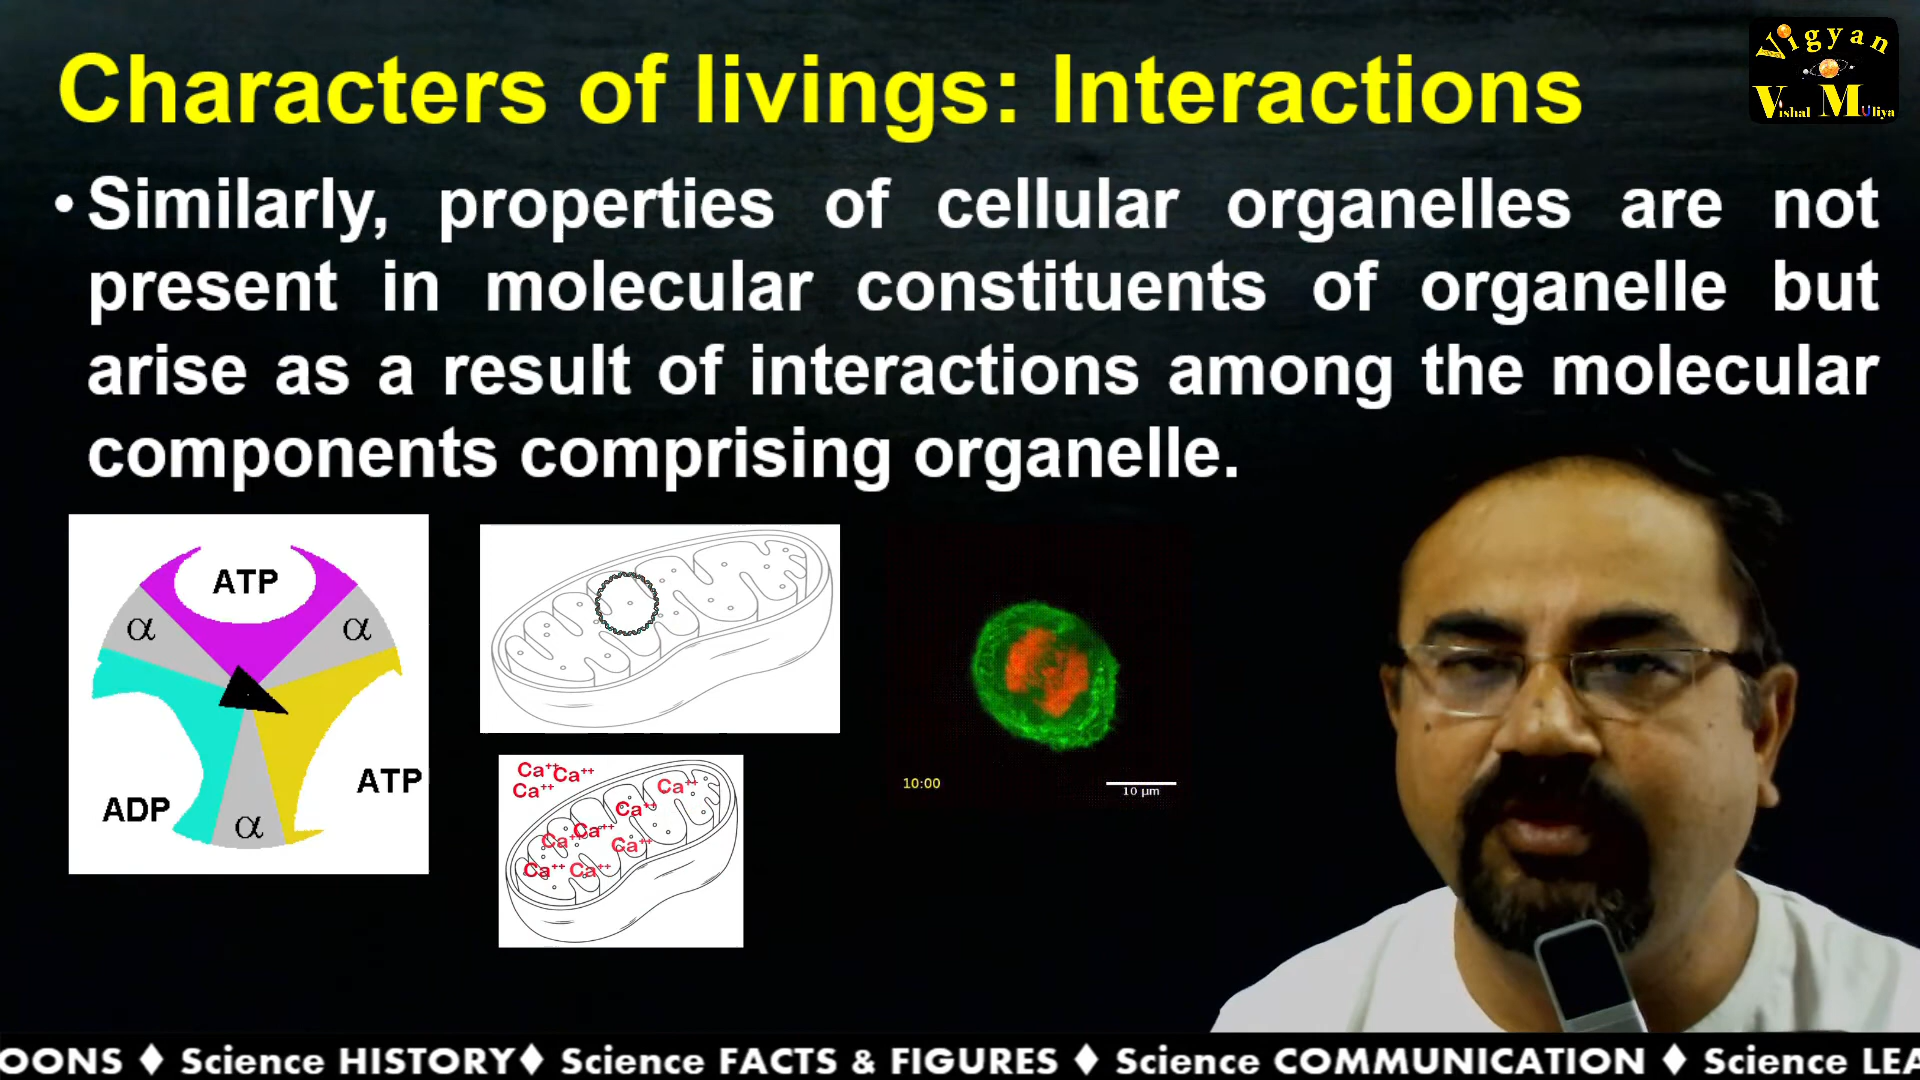 Characters of livings: Interactions
Vigyan
Vishal Muliya
• Similarly, properties of cellular organelles are not
present in molecular constituents of organelle but
arise as a result of interactions among the molecular
components comprising organelle.
ATP
α α
ADP
ATP
α
Ca⁺⁺ Ca⁺⁺
Ca⁺⁺
Ca⁺⁺
Ca⁺⁺
Ca⁺⁺
Ca⁺⁺
Ca⁺⁺
Ca⁺⁺ Ca⁺⁺
10:00
10 µm
OONS ♦ Science HISTORY♦ Science FACTS & FIGURES ♦ Science COMMUNICATION ♦ Science LEA